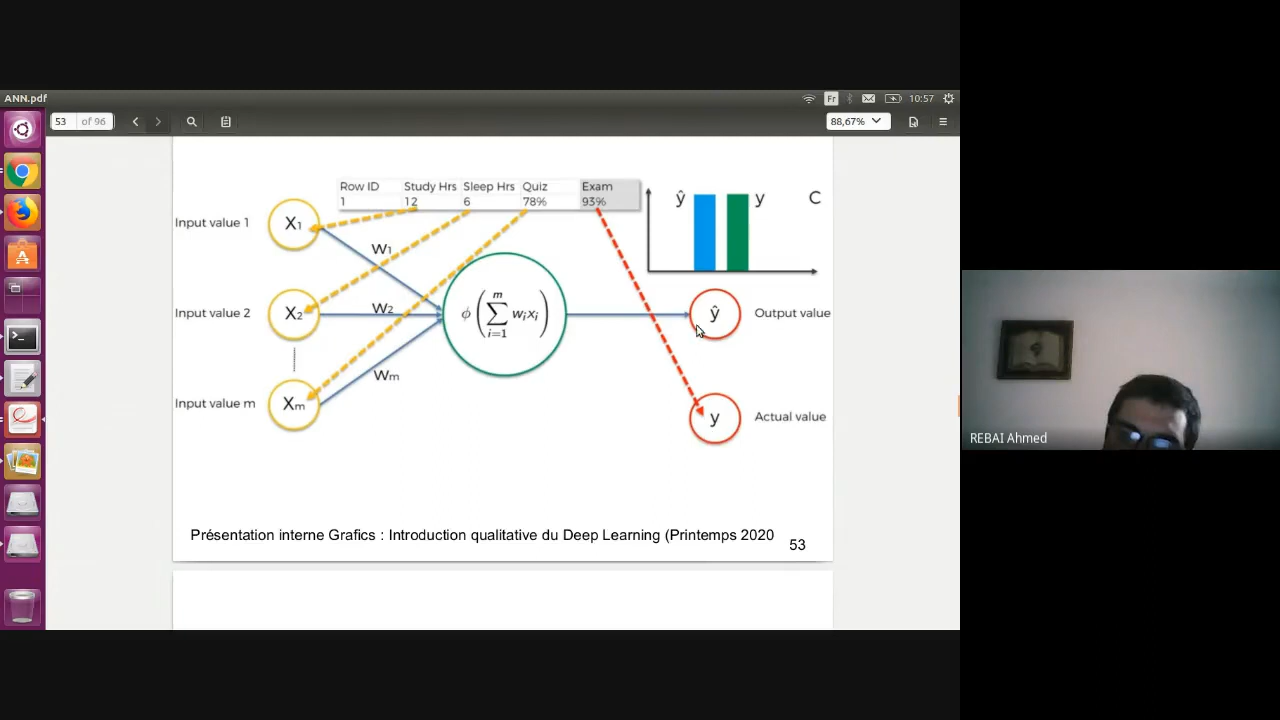 ANN.pdf
Fr
10:57
53 of 96
88,67%
Row ID Study Hrs Sleep Hrs Quiz Exam
1 12 6 78% 93%
ŷ y C
Input value 1 X1
W1
Input value 2 X2 W2 ϕ(∑ᵢ₌₁ᵐ wᵢxᵢ) ŷ Output value
Wm
Input value m Xm
y Actual value
REBAI Ahmed
Présentation interne Grafics : Introduction qualitative du Deep Learning (Printemps 2020
53